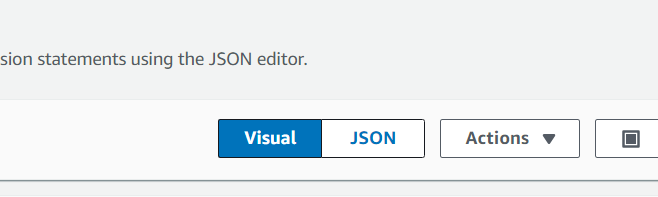 sion statements using the JSON editor.
Visual JSON Actions